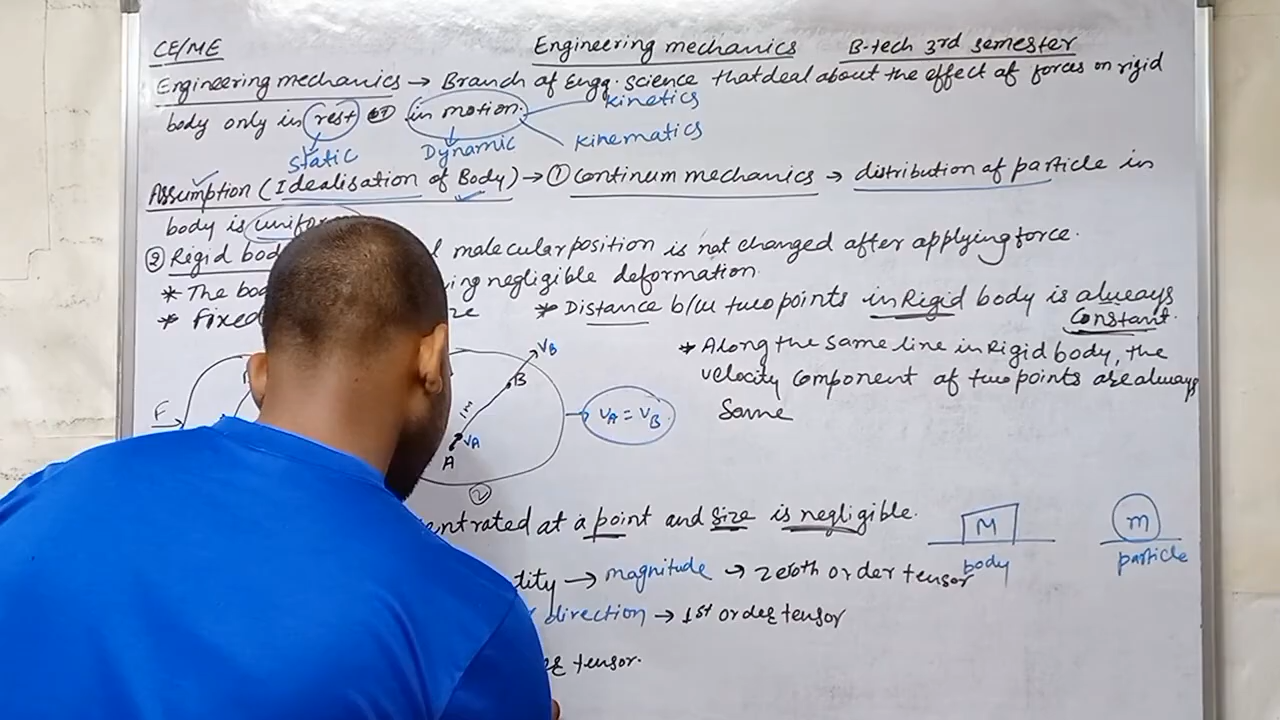 CE/ME Engineering mechanics B-tech 3rd semester
Engineering mechanics → Branch of Engg. science that deal about the effect of forces on rigid
body only in rest or in motion. Kinetics
Kinematics
Static Dynamic
Assumption (Idealisation of Body) → ① Continum mechanics → distribution of particle in
body is unifo
② Rigid bod molecular position is not changed after applying force.
* The bo ing negligible deformation
* Fixed ze * Distance b/w two points in Rigid body is always
Constant.
* Along the same line in Rigid body, the
velocity component of two points are always
Same
F 1M VA A B VB VA = VB
②
entrated at a point and size is negligible.
M body m particle
tity → magnitude → zeroth order tensor
direction → 1st order tensor
tensor.